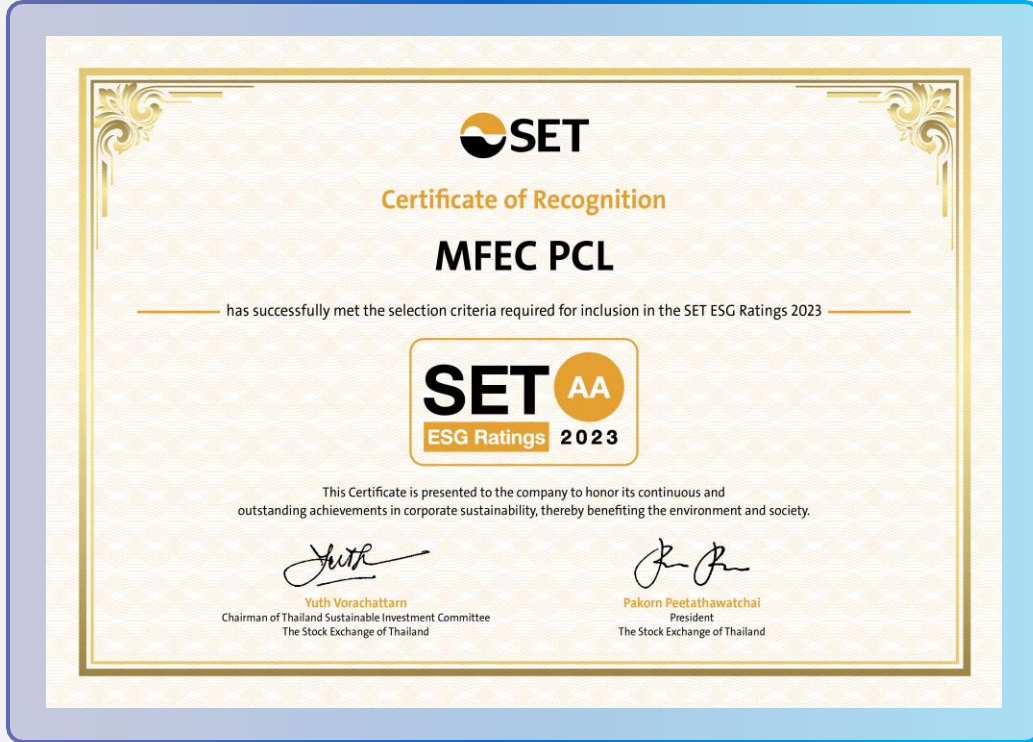 SET
Certificate of Recognition
MFEC PCL
has successfully met the selection criteria required for inclusion in the SET ESG Ratings 2023
SET AA
ESG Ratings 2023
This Certificate is presented to the company to honor its continuous and
outstanding achievements in corporate sustainability, thereby benefiting the environment and society.
Yuth
Yuth Vorachattarn
Chairman of Thailand Sustainable Investment Committee
The Stock Exchange of Thailand
Pakorn Peetathawatchai
President
The Stock Exchange of Thailand